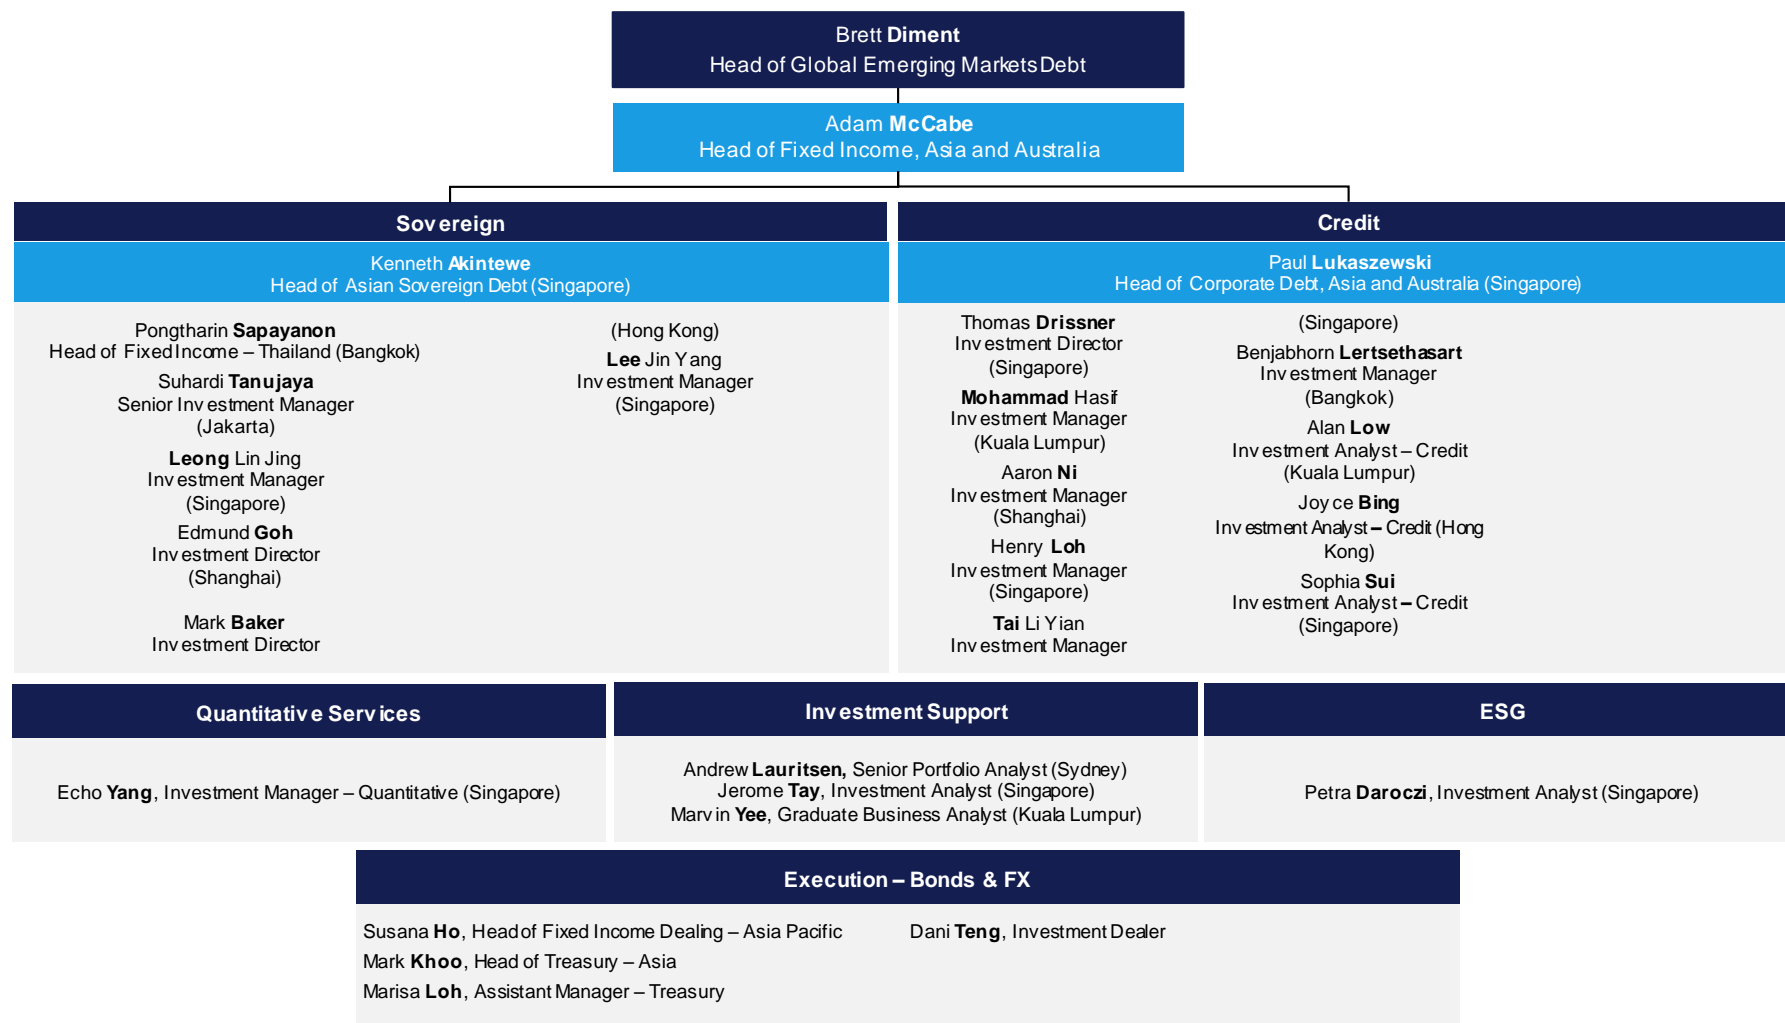 Brett Diment
Head of Global Emerging Markets Debt
Adam McCabe
Head of Fixed Income, Asia and Australia
Sovereign
Kenneth Akintewe
Head of Asian Sovereign Debt (Singapore)
Pongtharin Sapayanon
Head of Fixed Income – Thailand (Bangkok)
Suhardi Tanujaya
Senior Investment Manager
(Jakarta)
Leong Lin Jing
Investment Manager
(Singapore)
Edmund Goh
Investment Director
(Shanghai)
Mark Baker
Investment Director
(Hong Kong)
Lee Jin Yang
Investment Manager
(Singapore)
Credit
Paul Lukaszewski
Head of Corporate Debt, Asia and Australia (Singapore)
Thomas Drissner
Investment Director
(Singapore)
Mohammad Hasif
Investment Manager
(Kuala Lumpur)
Aaron Ni
Investment Manager
(Shanghai)
Henry Loh
Investment Manager
(Singapore)
Tai Li Yian
Investment Manager
(Singapore)
Benjabhorn Lertsethasart
Investment Manager
(Bangkok)
Alan Low
Investment Analyst – Credit
(Kuala Lumpur)
Joyce Bing
Investment Analyst – Credit (Hong
Kong)
Sophia Sui
Investment Analyst – Credit
(Singapore)
Quantitative Services
Echo Yang, Investment Manager – Quantitative (Singapore)
Investment Support
Andrew Lauritsen, Senior Portfolio Analyst (Sydney)
Jerome Tay, Investment Analyst (Singapore)
Marvin Yee, Graduate Business Analyst (Kuala Lumpur)
ESG
Petra Daroczi, Investment Analyst (Singapore)
Execution – Bonds & FX
Susana Ho, Head of Fixed Income Dealing – Asia Pacific
Mark Khoo, Head of Treasury – Asia
Marisa Loh, Assistant Manager – Treasury
Dani Teng, Investment Dealer